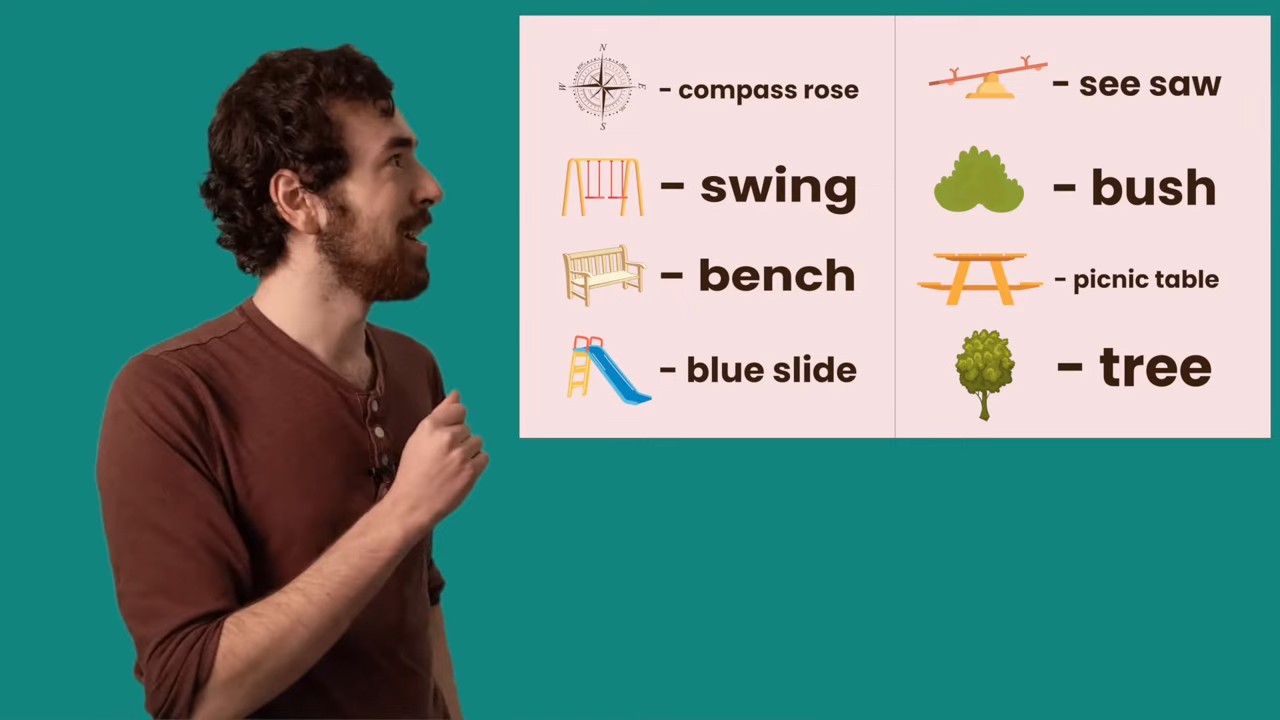 N
W
E
S
- compass rose
- swing
- bench
- blue slide
- see saw
- bush
- picnic table
- tree